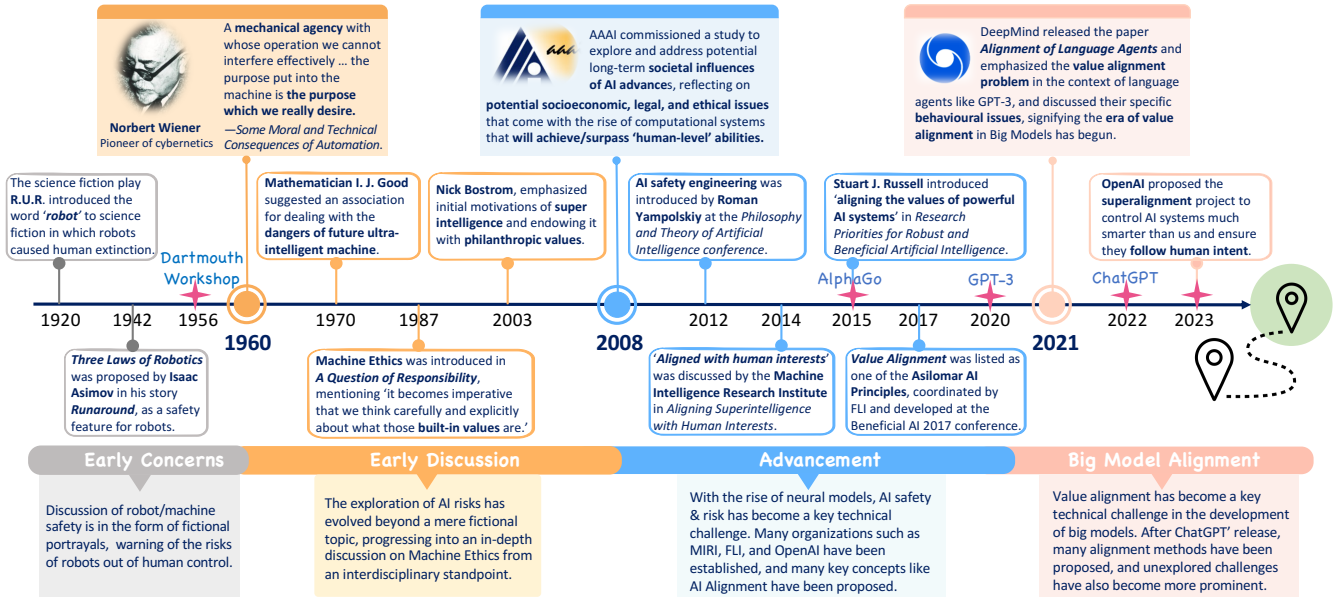 A mechanical agency with
whose operation we cannot
interfere effectively ... the
purpose put into the
machine is the purpose
which we really desire.
—Some Moral and Technical
Consequences of Automation.
Norbert Wiener
Pioneer of cybernetics
aaa
AAAI commissioned a study to
explore and address potential
long-term societal influences
of AI advances, reflecting on
potential socioeconomic, legal, and ethical issues
that come with the rise of computational systems
that will achieve/surpass ‘human-level’ abilities.
DeepMind released the paper
Alignment of Language Agents and
emphasized the value alignment
problem in the context of language
agents like GPT-3, and discussed their specific
behavioural issues, signifying the era of value
alignment in Big Models has begun.
The science fiction play
R.U.R. introduced the
word ‘robot’ to science
fiction in which robots
caused human extinction.
Mathematician I. J. Good
suggested an association
for dealing with the
dangers of future ultra-
intelligent machine.
Nick Bostrom, emphasized
initial motivations of super
intelligence and endowing it
with philanthropic values.
AI safety engineering was
introduced by Roman
Yampolskiy at the Philosophy
and Theory of Artificial
Intelligence conference.
Stuart J. Russell introduced
‘aligning the values of powerful
AI systems’ in Research
Priorities for Robust and
Beneficial Artificial Intelligence.
OpenAI proposed the
superalignment project to
control AI systems much
smarter than us and ensure
they follow human intent.
Dartmouth
Workshop
AlphaGo
GPT-3
ChatGPT
1920
1942
1956
1960
1970
1987
2003
2008
2012
2014
2015
2017
2020
2021
2022
2023
Three Laws of Robotics
was proposed by Isaac
Asimov in his story
Runaround, as a safety
feature for robots.
Machine Ethics was introduced in
A Question of Responsibility,
mentioning ‘it becomes imperative
that we think carefully and explicitly
about what those built-in values are.’
‘Aligned with human interests’
was discussed by the Machine
Intelligence Research Institute
in Aligning Superintelligence
with Human Interests.
Value Alignment was listed as
one of the Asilomar AI
Principles, coordinated by
FLI and developed at the
Beneficial AI 2017 conference.
Early Concerns
Early Discussion
Advancement
Big Model Alignment
Discussion of robot/machine
safety is in the form of fictional
portrayals, warning of the risks
of robots out of human control.
The exploration of AI risks has
evolved beyond a mere fictional
topic, progressing into an in-depth
discussion on Machine Ethics from
an interdisciplinary standpoint.
With the rise of neural models, AI safety
& risk has become a key technical
challenge. Many organizations such as
MIRI, FLI, and OpenAI have been
established, and many key concepts like
AI Alignment have been proposed.
Value alignment has become a key
technical challenge in the development
of big models. After ChatGPT’ release,
many alignment methods have been
proposed, and unexplored challenges
have also become more prominent.